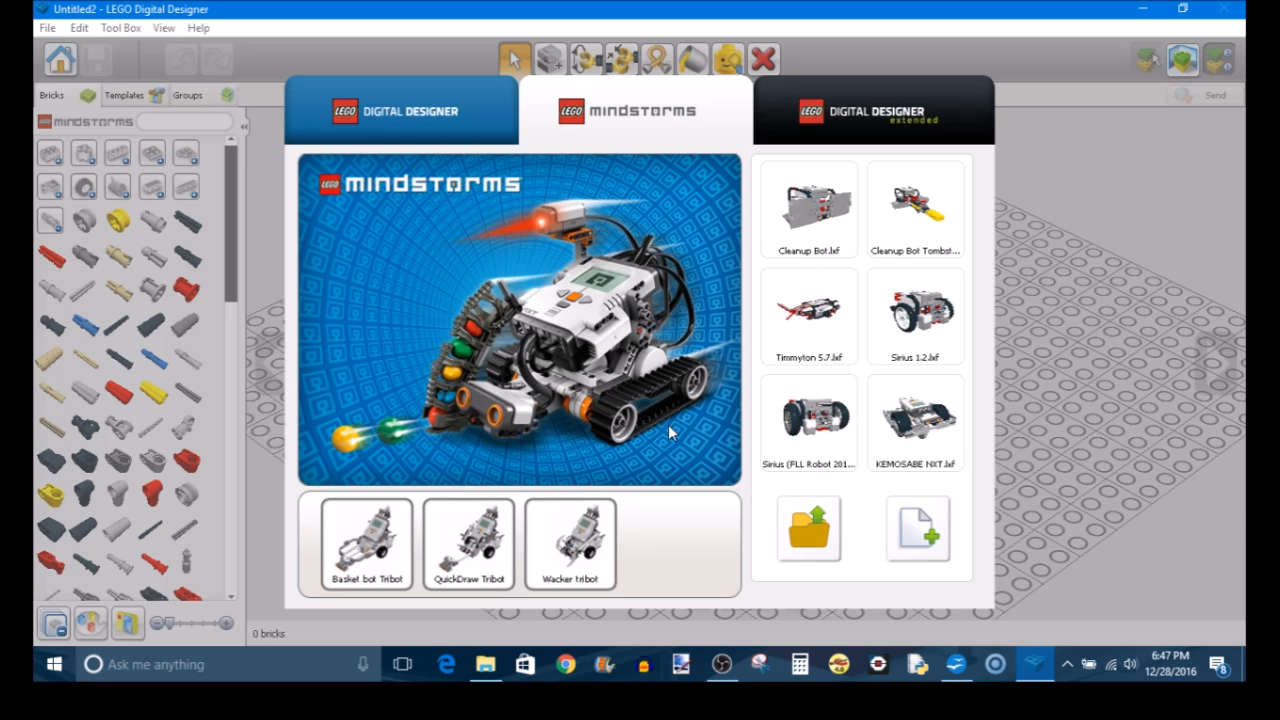 Untitled2 - LEGO Digital Designer
File Edit Tool Box View Help
LEGO DIGITAL DESIGNER
LEGO mindstorms
LEGO DIGITAL DESIGNER extended
Send
Bricks Templates Groups
mindstorms
LEGO mindstorms
Cleanup Bot.lxf
Cleanup Bot Tombst...
Timmyton 5.7.lxf
Sirius 1.2.lxf
Sirius (FLL Robot 201...
KEMOSABE NXT.lxf
Basket bot Tribot
QuickDraw Tribot
Wacker tribot
0 bricks
Ask me anything
6:47 PM
12/28/2016
8